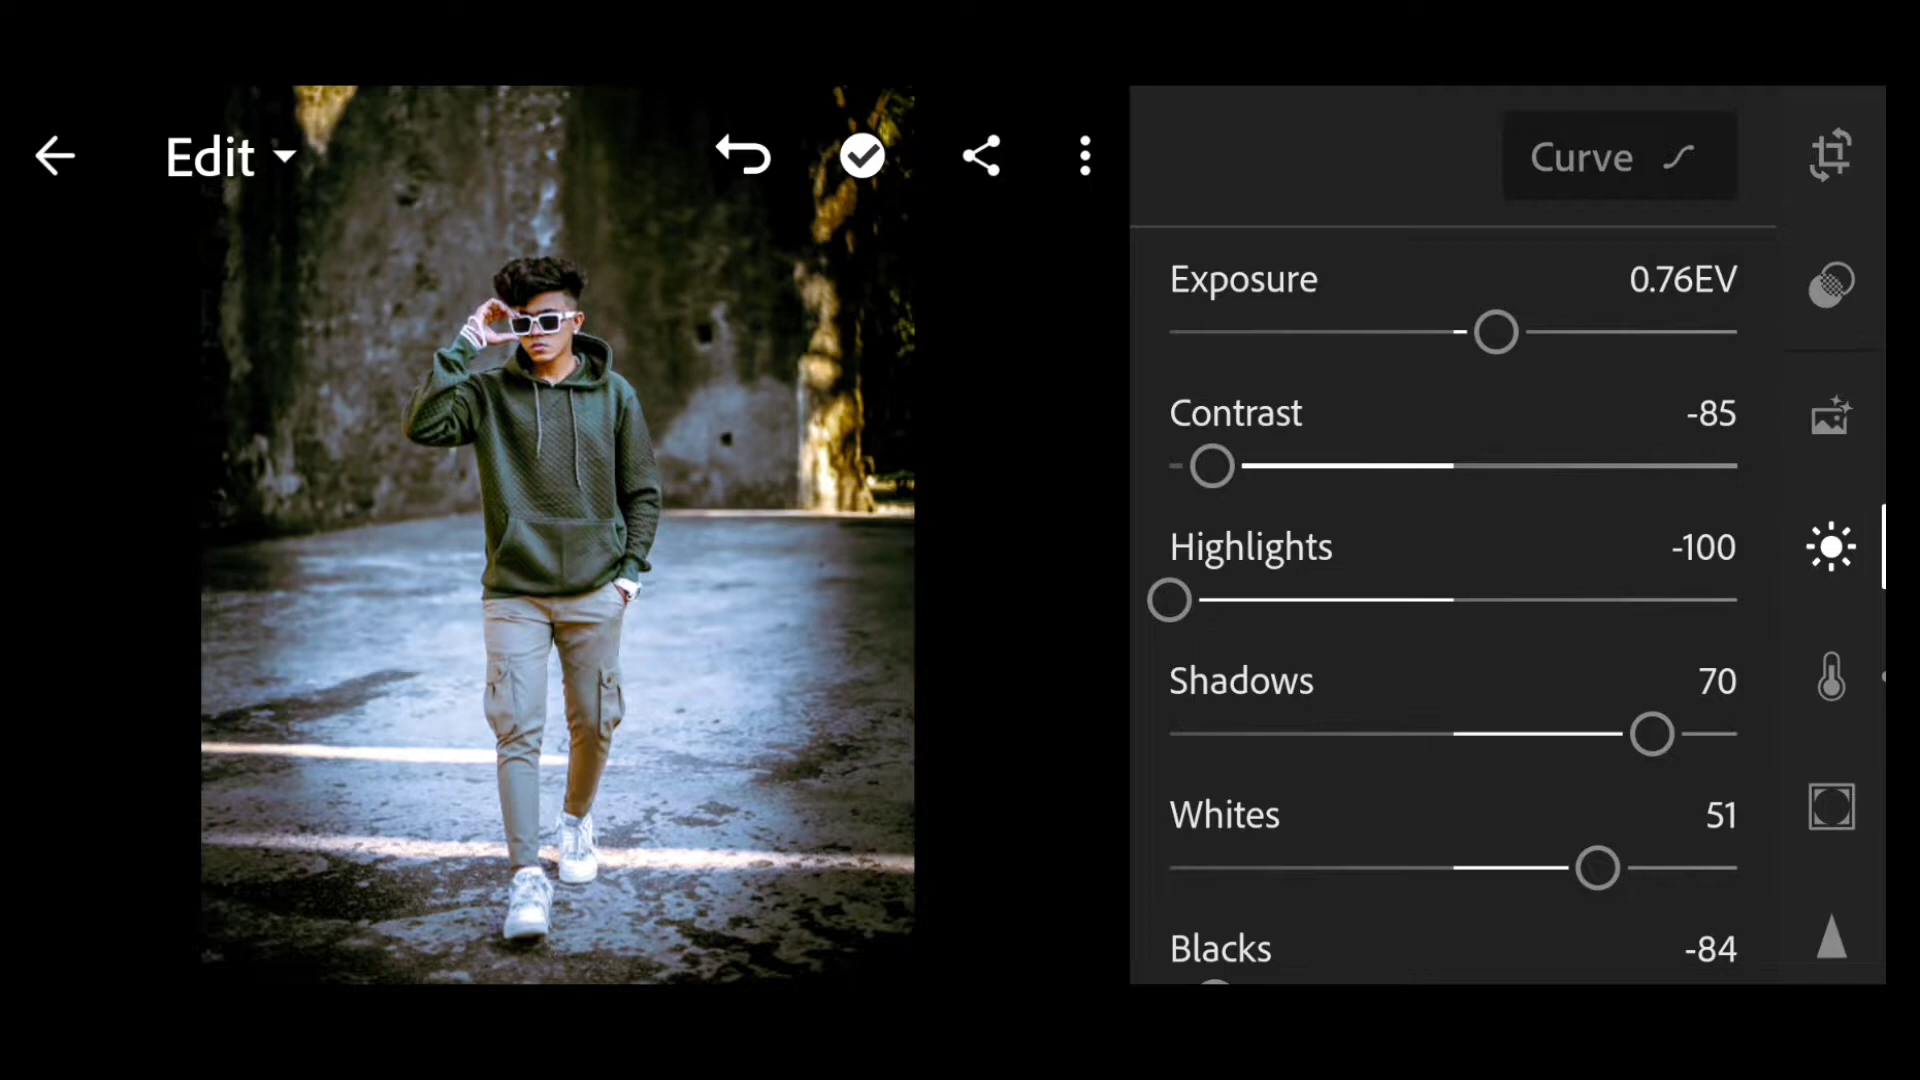 Edit
Curve
Exposure 0.76EV
Contrast -85
Highlights -100
Shadows 70
Whites 51
Blacks -84